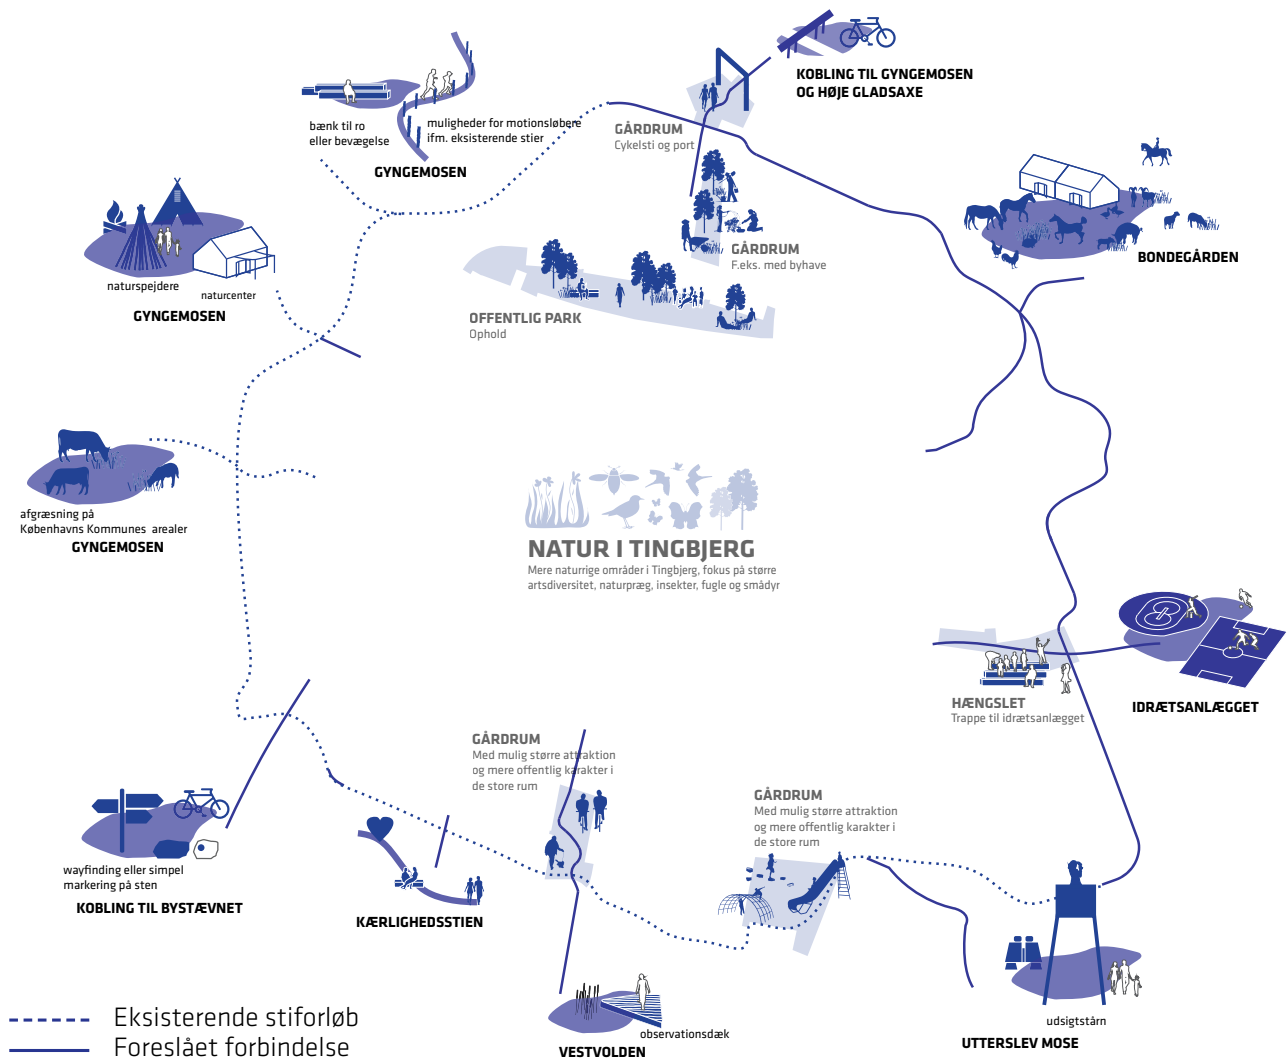 KOBLING TIL GYNGEMOSEN
OG HØJE GLADSAXE
bænk til ro
eller bevægelse
muligheder for motionsløbere
ifm. eksisterende stier
GYNGEMOSEN
GÅRDRUM
Cykelsti og port
GÅRDRUM
F.eks. med byhave
BONDEGÅRDEN
naturspejdere
naturcenter
GYNGEMOSEN
OFFENTLIG PARK
Ophold
afgræsning på
Københavns Kommunes arealer
GYNGEMOSEN
NATUR I TINGBJERG
Mere naturrige områder i Tingbjerg, fokus på større
artsdiversitet, naturpræg, insekter, fugle og smådyr
HÆNGSLET
Trappe til idrætsanlægget
IDRÆTSANLÆGGET
GÅRDRUM
Med mulig større attraktion
og mere offentlig karakter i
de store rum
GÅRDRUM
Med mulig større attraktion
og mere offentlig karakter i
de store rum
wayfinding eller simpel
markering på sten
KOBLING TIL BYSTÆVNET
KÆRLIGHEDSSTIEN
observationsdæk
VESTVOLDEN
udsigtstårn
UTTERSLEV MOSE
Eksisterende stiforløb
Foreslået forbindelse